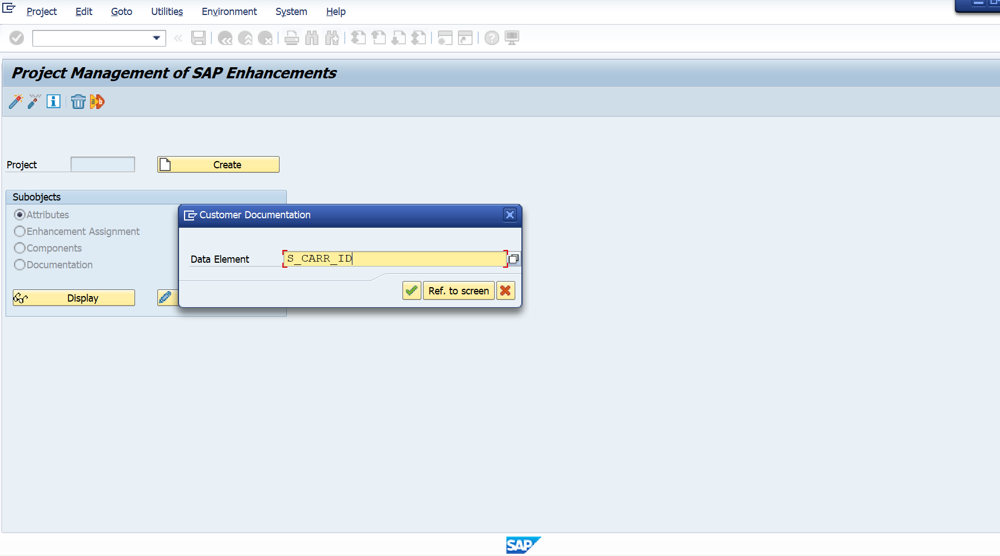 Project Edit Goto Utilities Environment System Help
Project Management of SAP Enhancements
Project
Create
Subobjects
Attributes
Enhancement Assignment
Components
Documentation
Display
Customer Documentation
Data Element S_CARR_ID
Ref. to screen
SAP